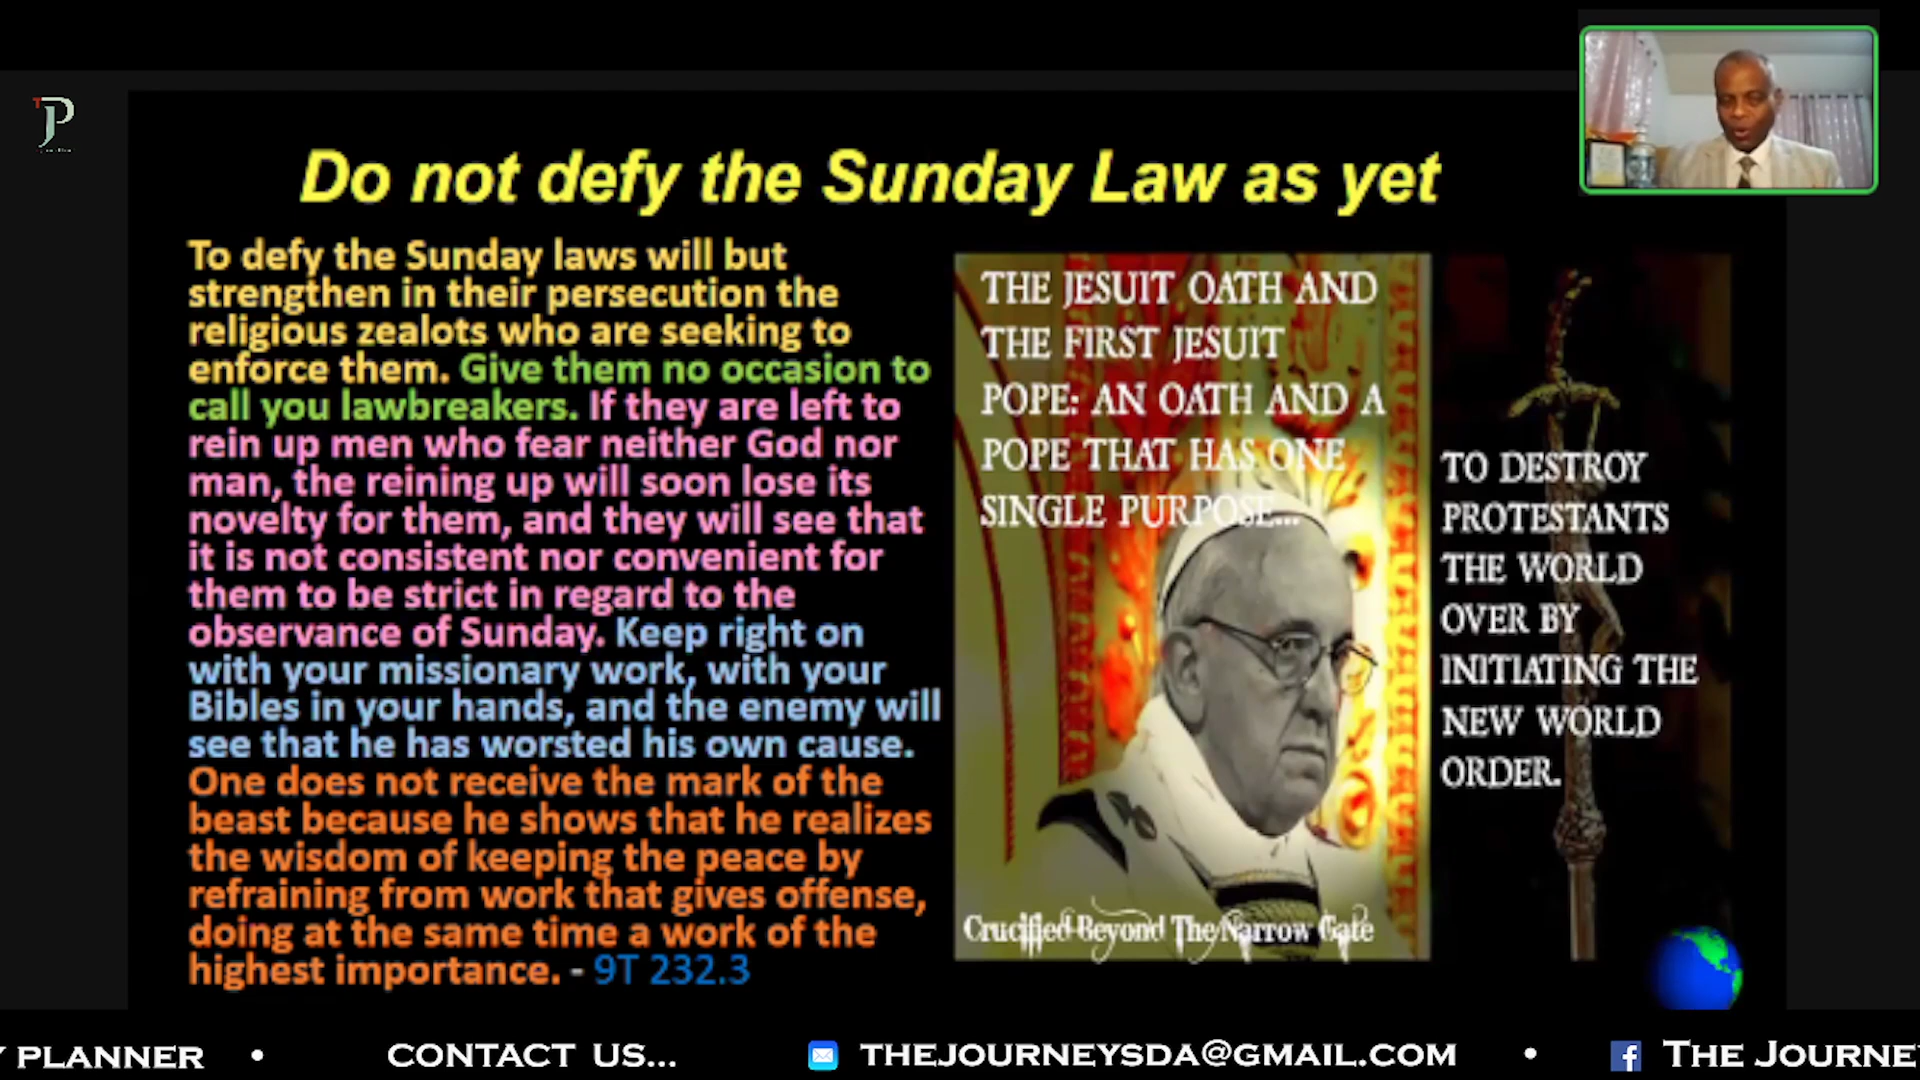 Do not defy the Sunday Law as yet
To defy the Sunday laws will but
strengthen in their persecution the
religious zealots who are seeking to
enforce them. Give them no occasion to
call you lawbreakers. If they are left to
rein up men who fear neither God nor
man, the reining up will soon lose its
novelty for them, and they will see that
it is not consistent nor convenient for
them to be strict in regard to the
observance of Sunday. Keep right on
with your missionary work, with your
Bibles in your hands, and the enemy will
see that he has worsted his own cause.
One does not receive the mark of the
beast because he shows that he realizes
the wisdom of keeping the peace by
refraining from work that gives offense,
doing at the same time a work of the
highest importance. - 9T 232.3
THE JESUIT OATH AND
THE FIRST JESUIT
POPE: AN OATH AND A
POPE THAT HAS ONE
SINGLE PURPOSE...
TO DESTROY
PROTESTANTS
THE WORLD
OVER BY
INITIATING THE
NEW WORLD
ORDER.
Crucified Beyond The Narrow Gate
Y PLANNER • CONTACT US... THEJOURNEYSDA@GMAIL.COM • THE JOURNE